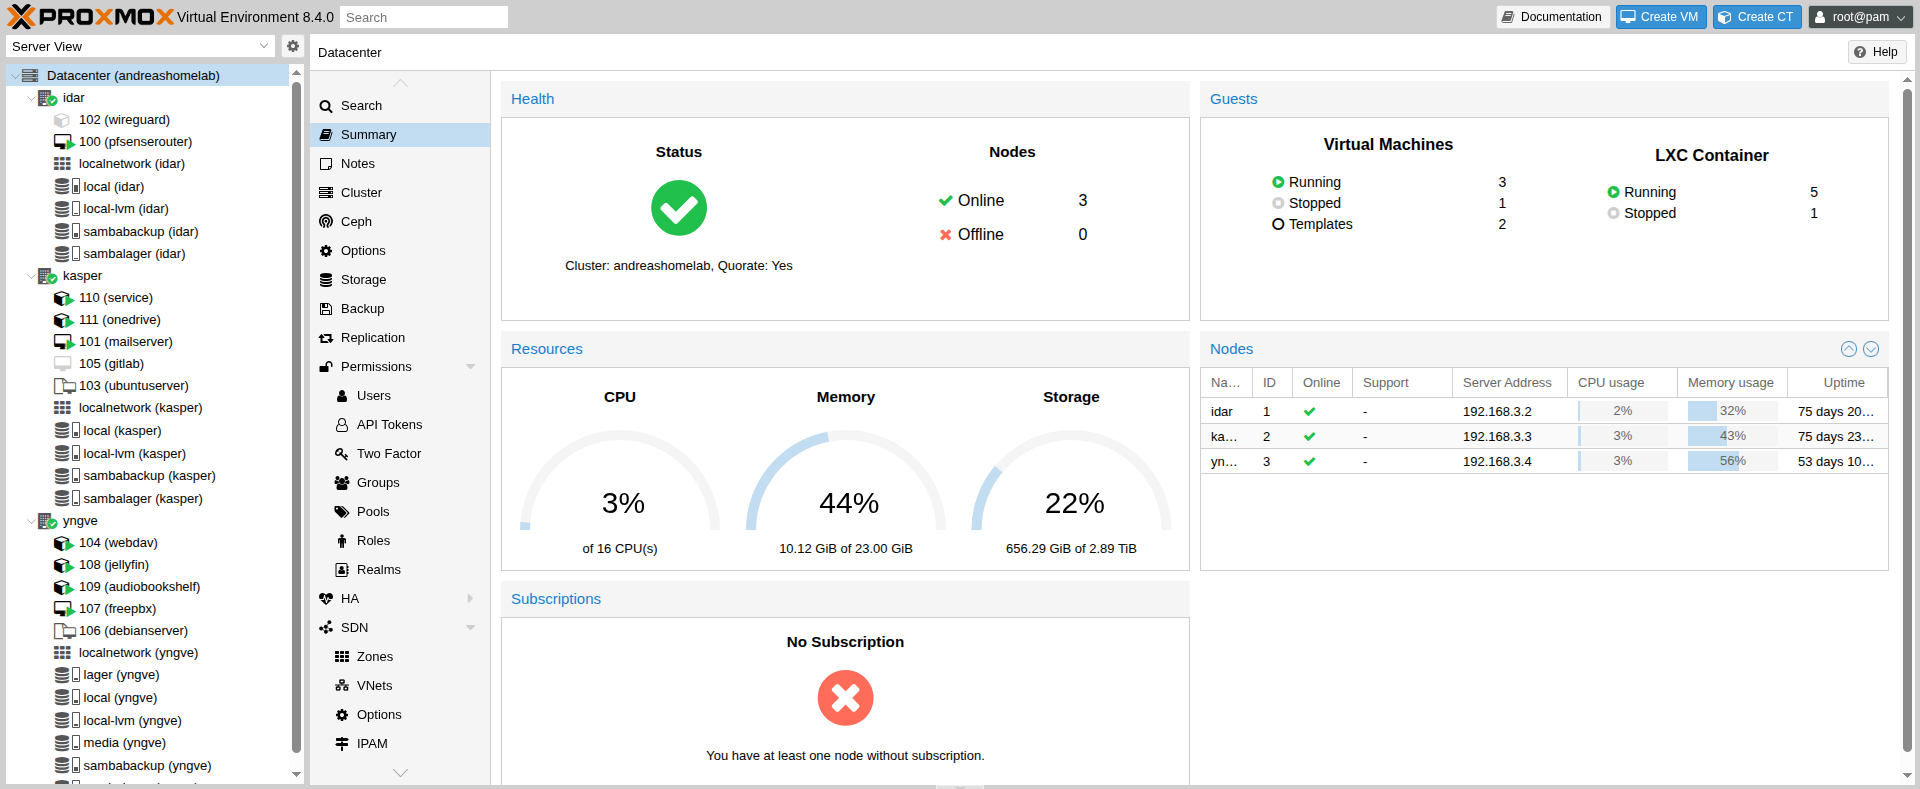 PROXMOX Virtual Environment 8.4.0 Search
Documentation Create VM Create CT root@pam
Server View
Datacenter
Help
Datacenter (andreashomelab)
idar
102 (wireguard)
100 (pfsenserouter)
localnetwork (idar)
local (idar)
local-lvm (idar)
sambabackup (idar)
sambalager (idar)
kasper
110 (service)
111 (onedrive)
101 (mailserver)
105 (gitlab)
103 (ubuntuserver)
localnetwork (kasper)
local (kasper)
local-lvm (kasper)
sambabackup (kasper)
sambalager (kasper)
yngve
104 (webdav)
108 (jellyfin)
109 (audiobookshelf)
107 (freepbx)
106 (debianserver)
localnetwork (yngve)
lager (yngve)
local (yngve)
local-lvm (yngve)
media (yngve)
sambabackup (yngve)
Search
Summary
Notes
Cluster
Ceph
Options
Storage
Backup
Replication
Permissions
Users
API Tokens
Two Factor
Groups
Pools
Roles
Realms
HA
SDN
Zones
VNets
Options
IPAM
Health
Status
Nodes
Online 3
Offline 0
Cluster: andreashomelab, Quorate: Yes
Guests
Virtual Machines
Running 3
Stopped 1
Templates 2
LXC Container
Running 5
Stopped 1
Resources
CPU
3%
of 16 CPU(s)
Memory
44%
10.12 GiB of 23.00 GiB
Storage
22%
656.29 GiB of 2.89 TiB
Nodes
Na... ID Online Support Server Address CPU usage Memory usage Uptime
idar 1 - 192.168.3.2 2% 32% 75 days 20...
ka... 2 - 192.168.3.3 3% 43% 75 days 23...
yn... 3 - 192.168.3.4 3% 56% 53 days 10...
Subscriptions
No Subscription
You have at least one node without subscription.